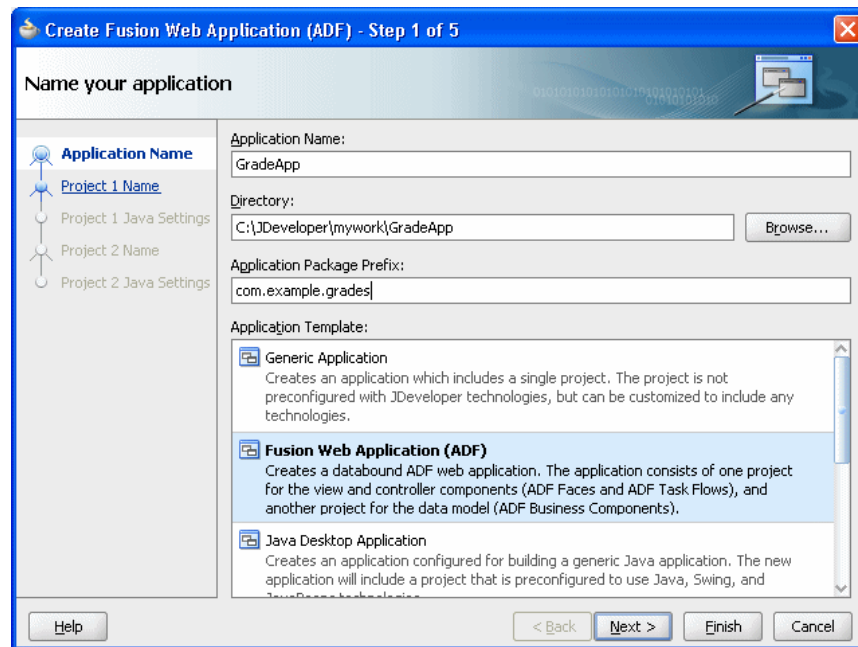 Create Fusion Web Application (ADF) - Step 1 of 5
Name your application
Application Name
Project 1 Name
Project 1 Java Settings
Project 2 Name
Project 2 Java Settings
Application Name:
GradeApp
Directory:
C:\JDeveloper\mywork\GradeApp
Browse...
Application Package Prefix:
com.example.grades
Application Template:
Generic Application
Creates an application which includes a single project. The project is not
preconfigured with JDeveloper technologies, but can be customized to include any
technologies.
Fusion Web Application (ADF)
Creates a databound ADF web application. The application consists of one project
for the view and controller components (ADF Faces and ADF Task Flows), and
another project for the data model (ADF Business Components).
Java Desktop Application
Creates an application configured for building a generic Java application. The new
application will include a project that is preconfigured to use Java, Swing, and
Help
< Back
Next >
Finish
Cancel